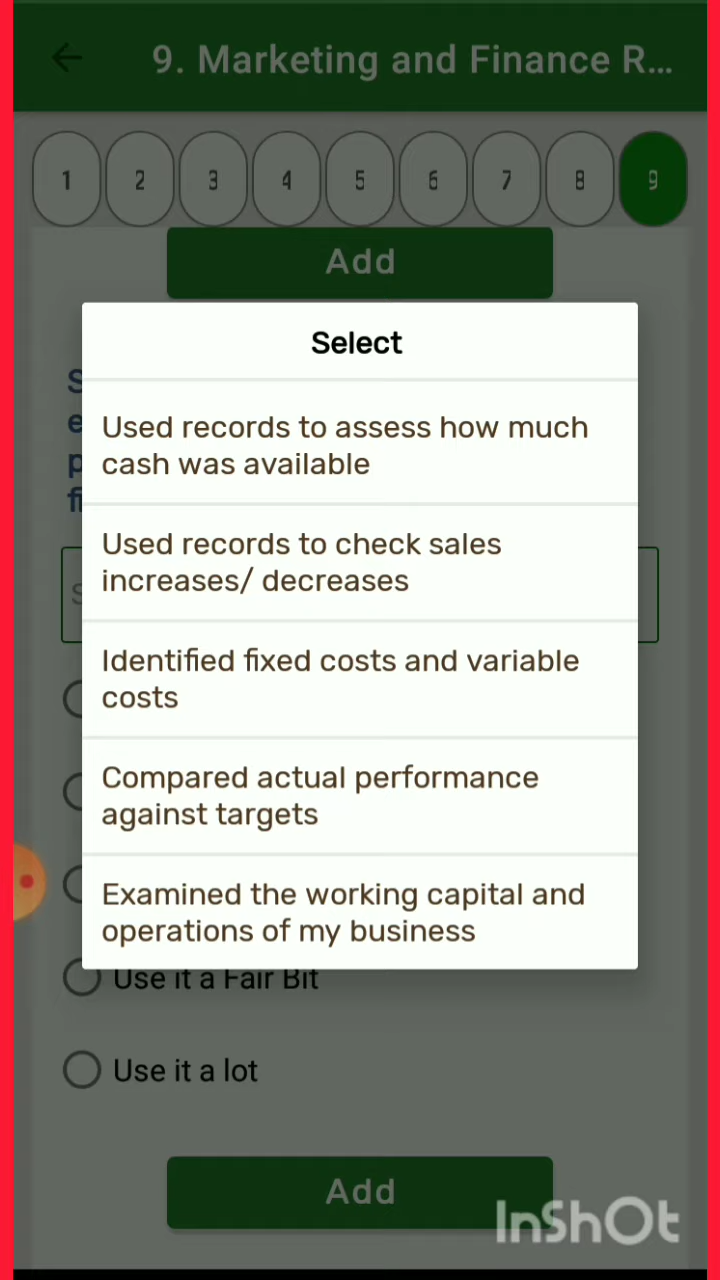 9. Marketing and Finance R...
1 2 3 4 5 6 7 8 9
Add
Select
Used records to assess how much
cash was available
Used records to check sales
increases/ decreases
Identified fixed costs and variable
costs
Compared actual performance
against targets
Examined the working capital and
operations of my business
Use it a Fair Bit
Use it a lot
Add
InShOt